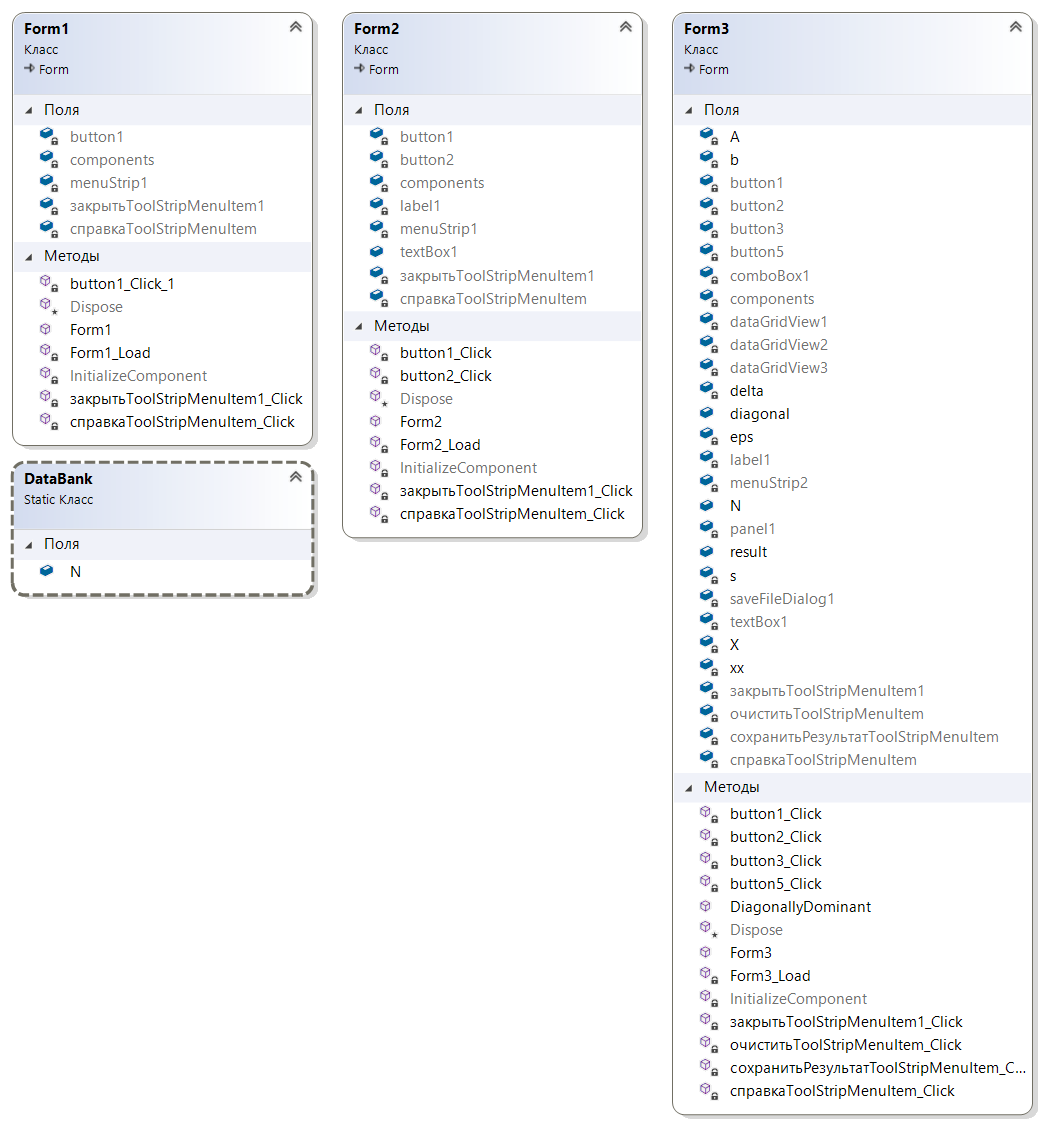 Form1
Класс
Form
Поля
button1
components
menuStrip1
закрытьToolStripMenuItem1
справкаToolStripMenuItem
Методы
button1_Click_1
Dispose
Form1
Form1_Load
InitializeComponent
закрытьToolStripMenuItem1_Click
справкаToolStripMenuItem_Click
DataBank
Static Класс
Поля
N
Form2
Класс
Form
Поля
button1
button2
components
label1
menuStrip1
textBox1
закрытьToolStripMenuItem1
справкаToolStripMenuItem
Методы
button1_Click
button2_Click
Dispose
Form2
Form2_Load
InitializeComponent
закрытьToolStripMenuItem1_Click
справкаToolStripMenuItem_Click
Form3
Класс
Form
Поля
A
b
button1
button2
button3
button5
comboBox1
components
dataGridView1
dataGridView2
dataGridView3
delta
diagonal
eps
label1
menuStrip2
N
panel1
result
s
saveFileDialog1
textBox1
X
xx
закрытьToolStripMenuItem1
очиститьToolStripMenuItem
сохранитьРезультатToolStripMenuItem
справкаToolStripMenuItem
Методы
button1_Click
button2_Click
button3_Click
button5_Click
DiagonallyDominant
Dispose
Form3
Form3_Load
InitializeComponent
закрытьToolStripMenuItem1_Click
очиститьToolStripMenuItem_Click
сохранитьРезультатToolStripMenuItem_C...
справкаToolStripMenuItem_Click